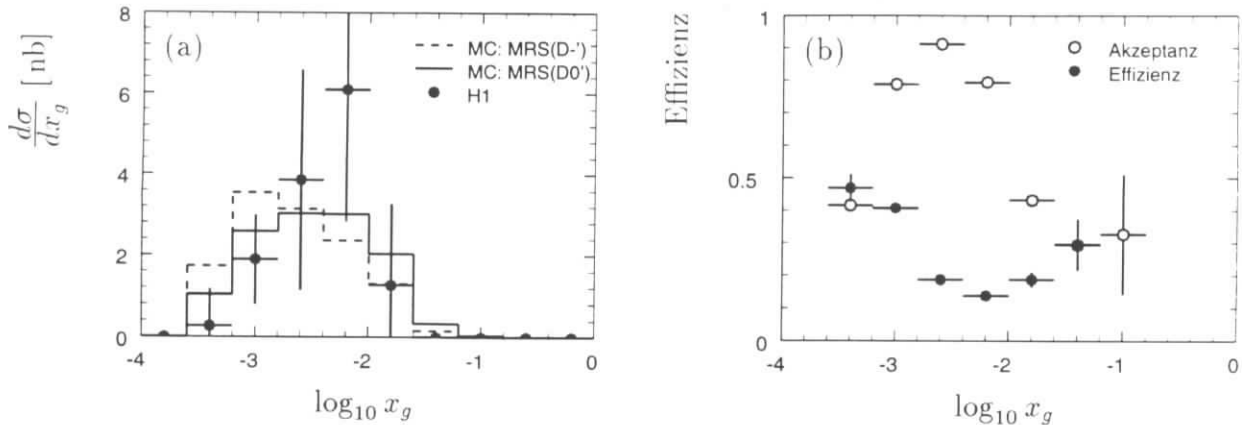 (a)
MC: MRS(D-')
MC: MRS(D0')
H1
dσ/dx_g [nb]
8
6
4
2
0
-4 -3 -2 -1 0
log₁₀ x_g
(b)
Akzeptanz
Effizienz
Effizienz
1
0.5
0
-4 -3 -2 -1 0
log₁₀ x_g